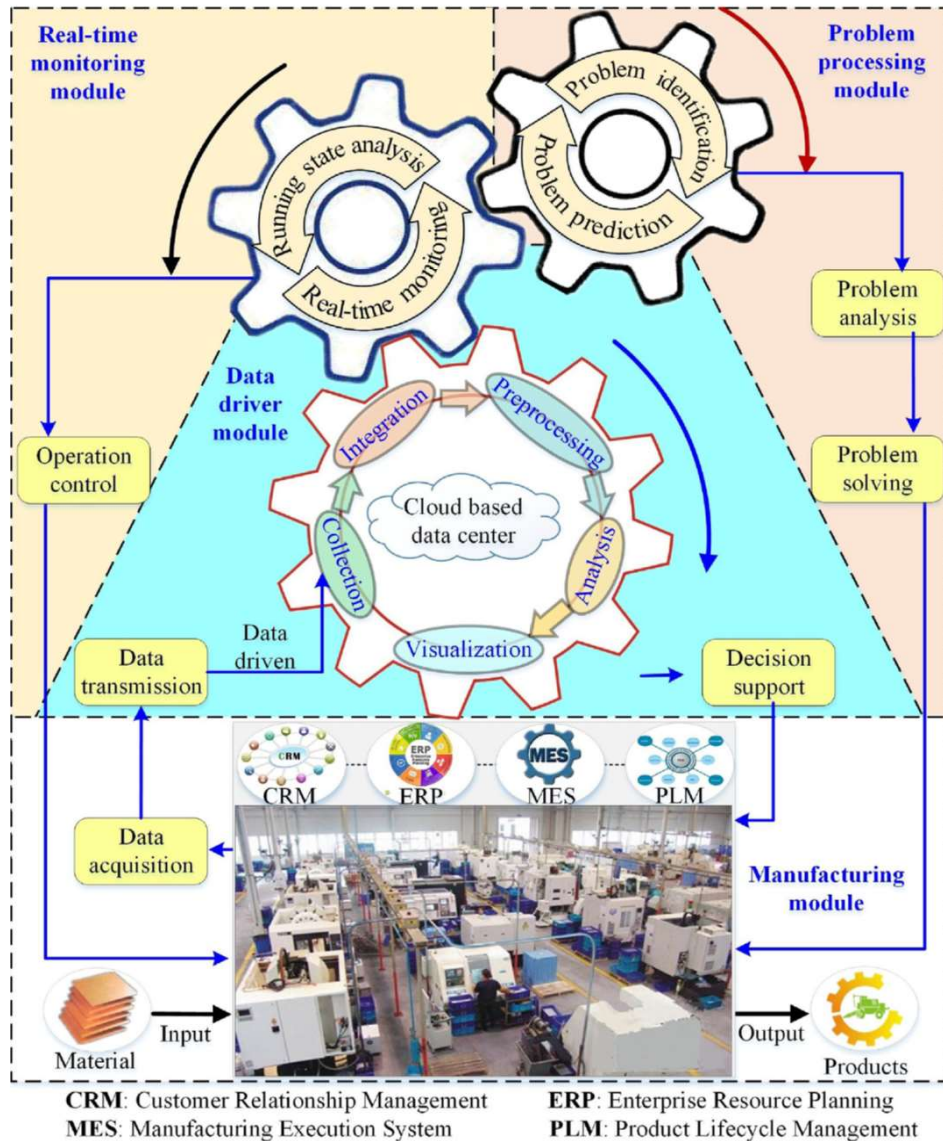 Real-time
monitoring
module
Problem
processing
module
Running state analysis
Real-time monitoring
Problem identification
Problem prediction
Problem
analysis
Problem
solving
Data
driver
module
Operation
control
Integration
Preprocessing
Cloud based
data center
Collection
Analysis
Visualization
Data
driven
Data
transmission
Decision
support
CRM
ERP
MES
CRM
ERP
MES
PLM
Data
acquisition
Manufacturing
module
Input
Output
Material
Products
CRM: Customer Relationship Management
ERP: Enterprise Resource Planning
MES: Manufacturing Execution System
PLM: Product Lifecycle Management